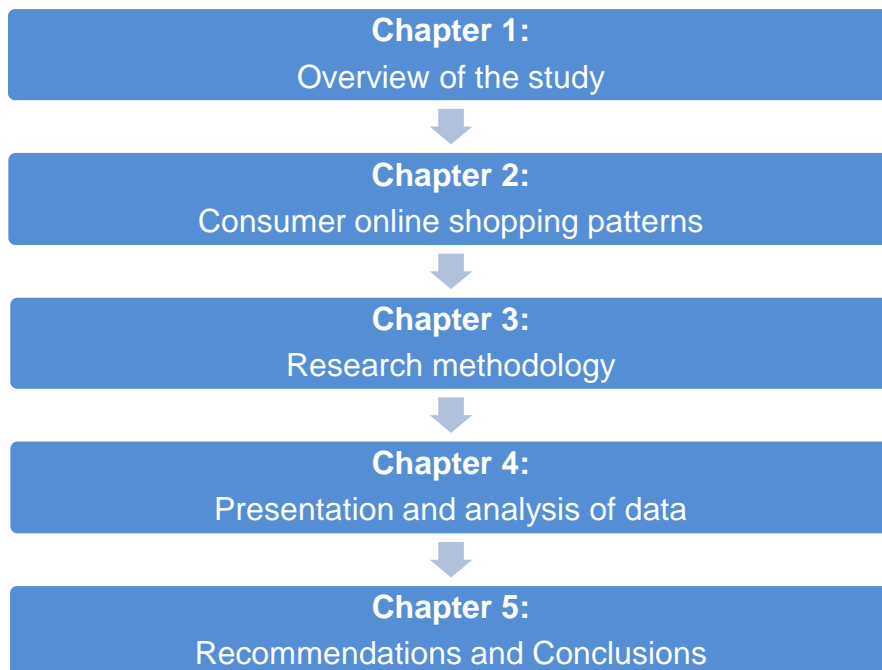 Chapter 1:
Overview of the study
Chapter 2:
Consumer online shopping patterns
Chapter 3:
Research methodology
Chapter 4:
Presentation and analysis of data
Chapter 5:
Recommendations and Conclusions